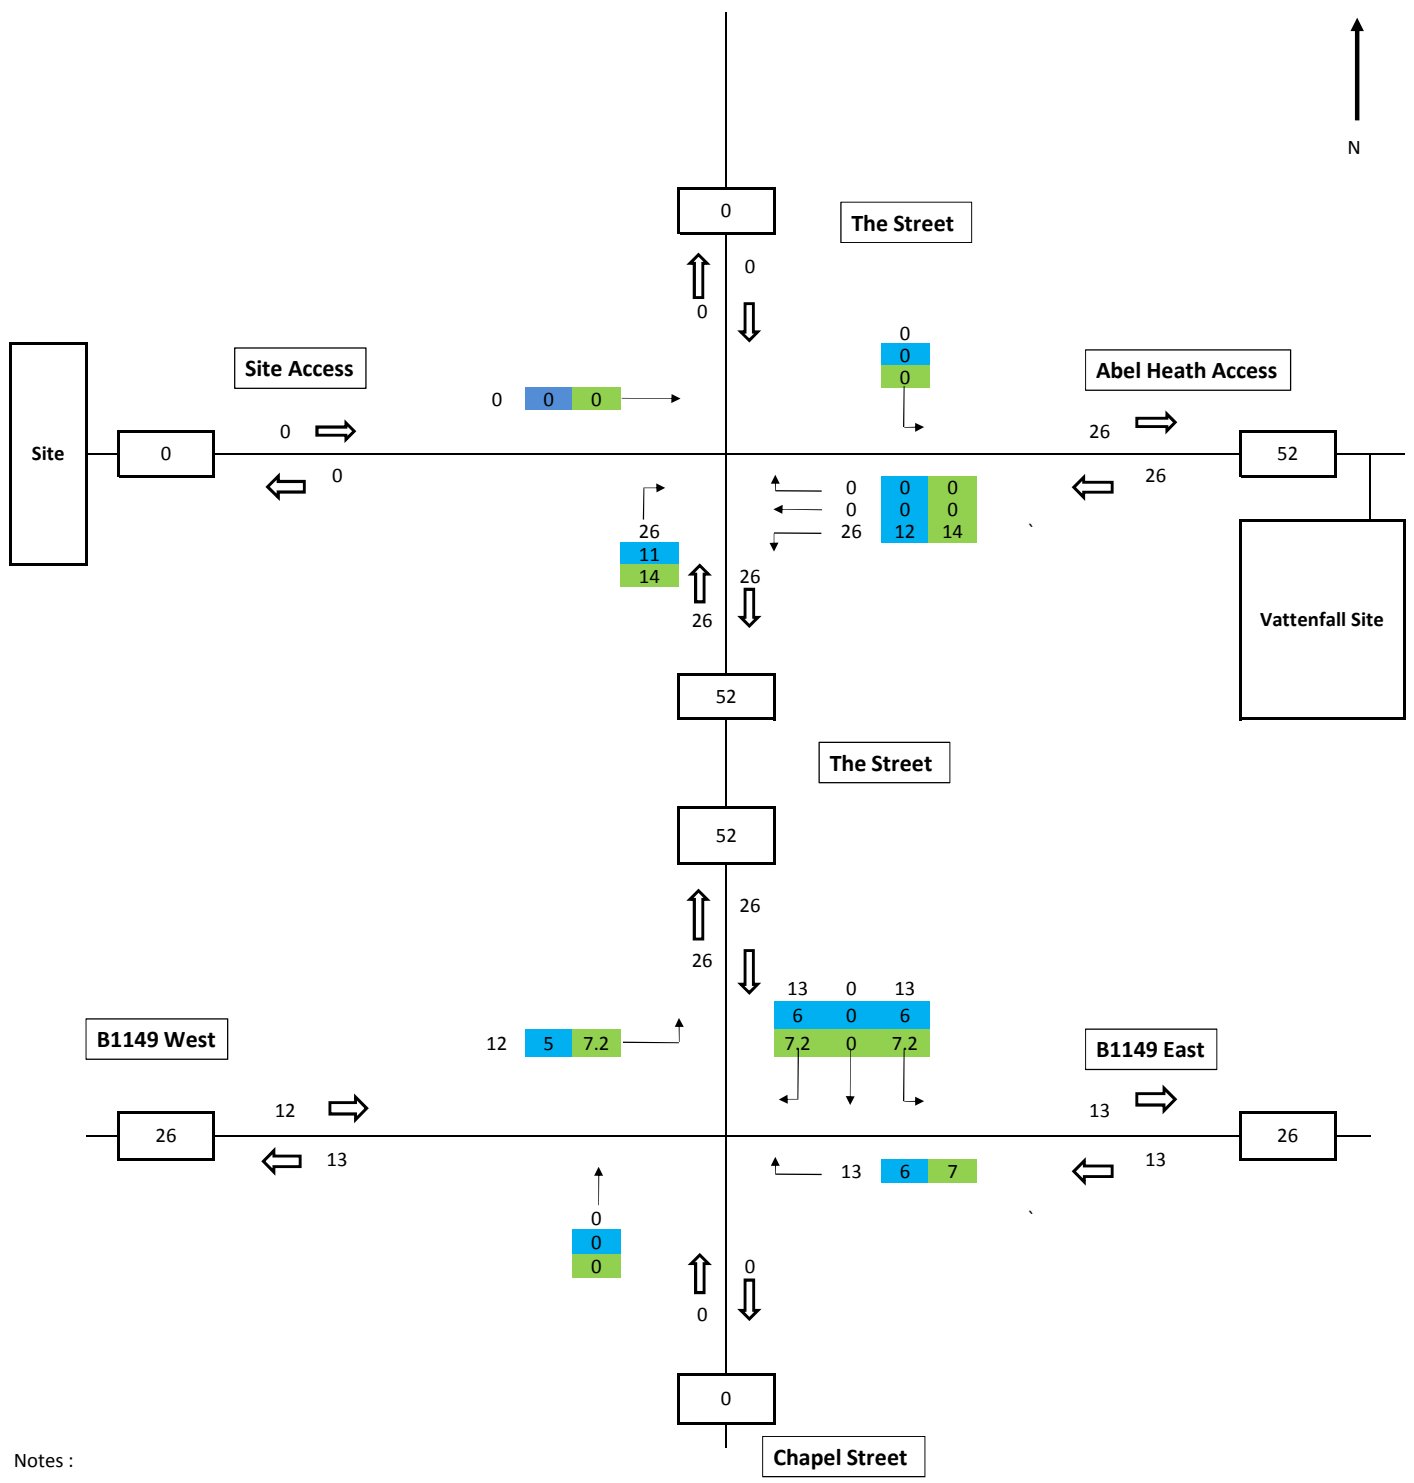 N
0
The Street
0
0
0
0
0
Site Access
Abel Heath Access
0 0 0
0
26
Site
0
52
0
26
0 0 0
0 0 0
26 12 14
`
26
11
14
26
26
Vattenfall Site
52
The Street
52
26
26
13 0 13
6 0 6
7.2 0 7.2
B1149 West
12 5 7.2
B1149 East
12
13
26
26
13
13 6 7
13
`
0
0
0
0
0
0
Chapel Street
Notes :